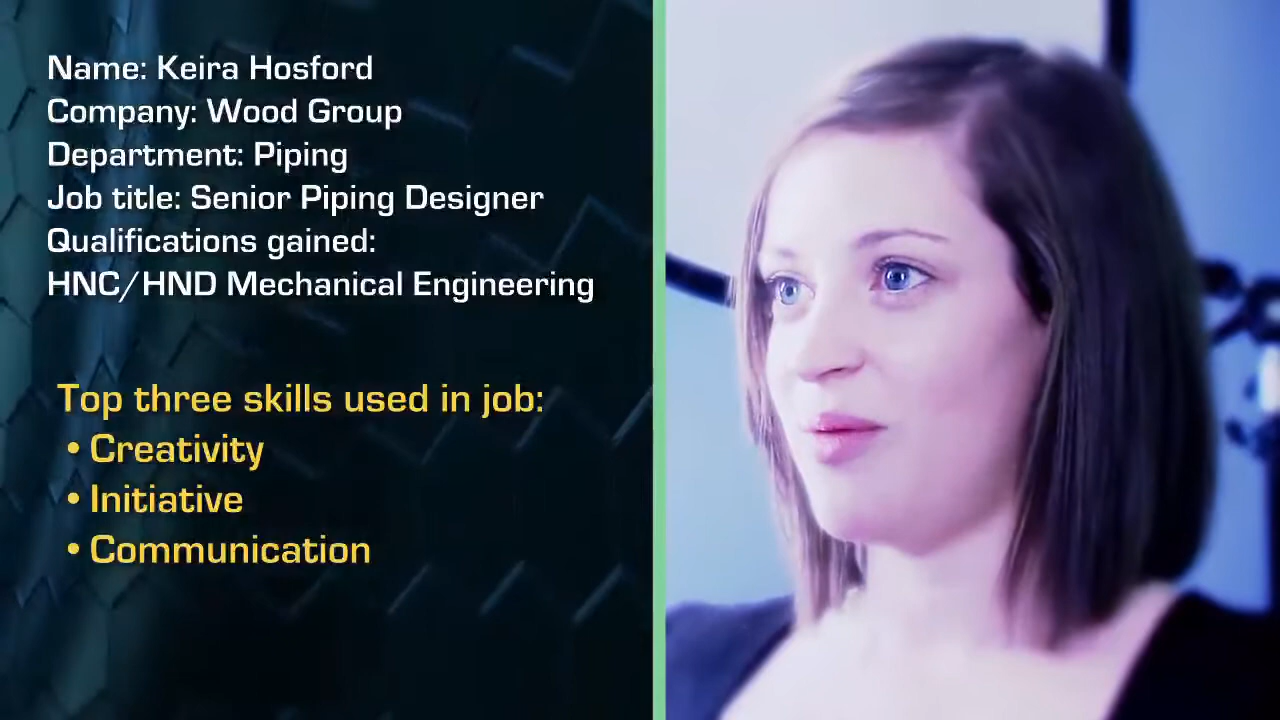 Name: Keira Hosford
Company: Wood Group
Department: Piping
Job title: Senior Piping Designer
Qualifications gained:
HNC/HND Mechanical Engineering
Top three skills used in job:
• Creativity
• Initiative
• Communication